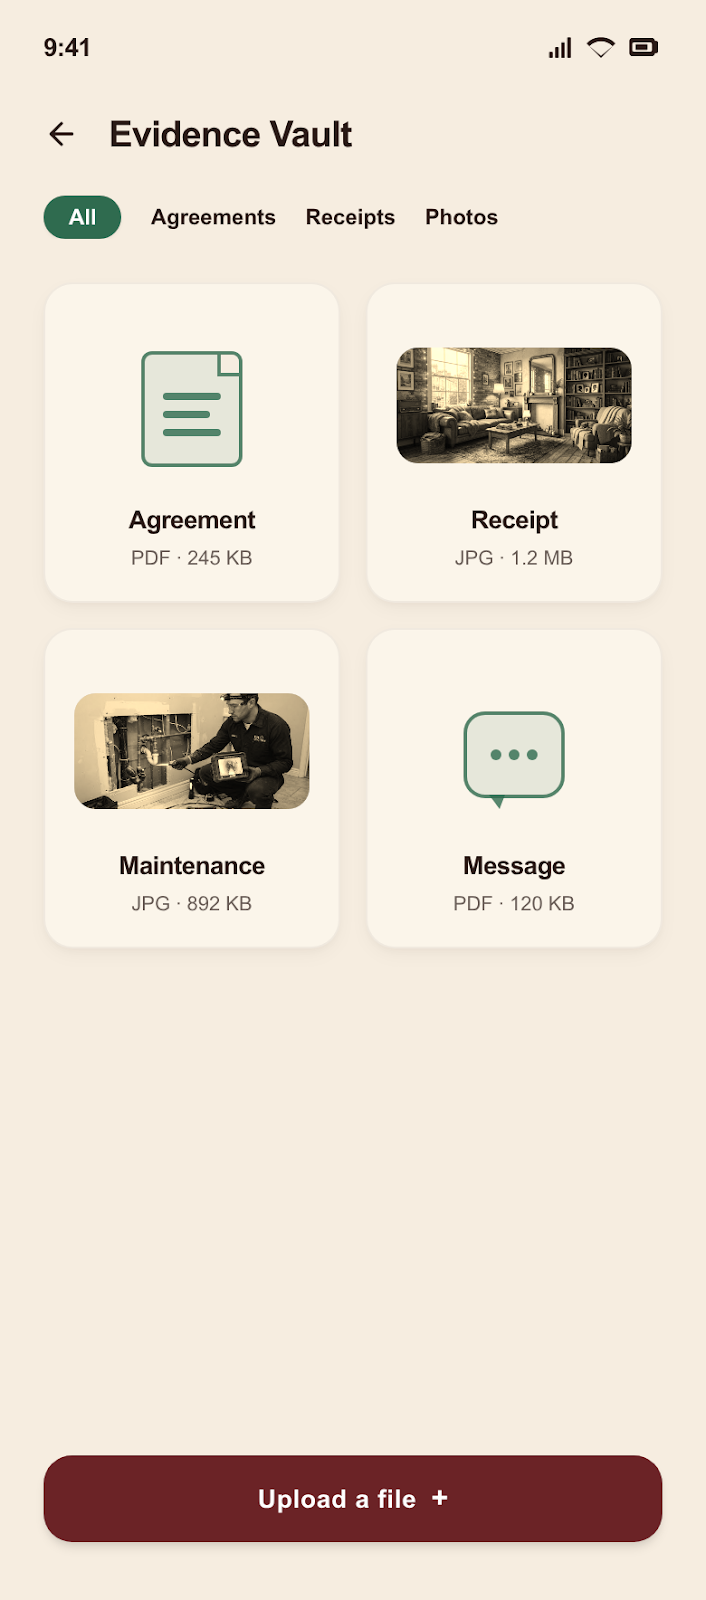 9:41
Evidence Vault
All Agreements Receipts Photos
Agreement
PDF · 245 KB
Receipt
JPG · 1.2 MB
Maintenance
JPG · 892 KB
Message
PDF · 120 KB
Upload a file +